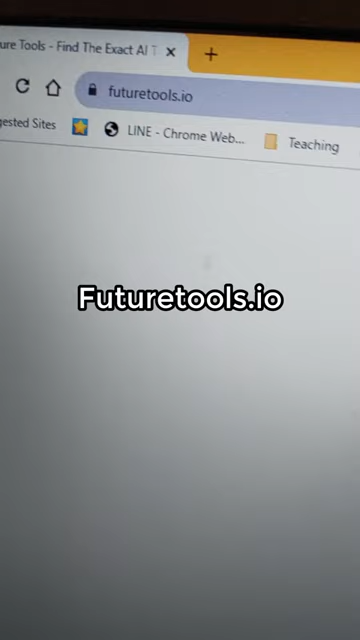 ure Tools - Find The Exact AI T
futuretools.io
gested Sites
LINE - Chrome Web...
Teaching
Futuretools.io